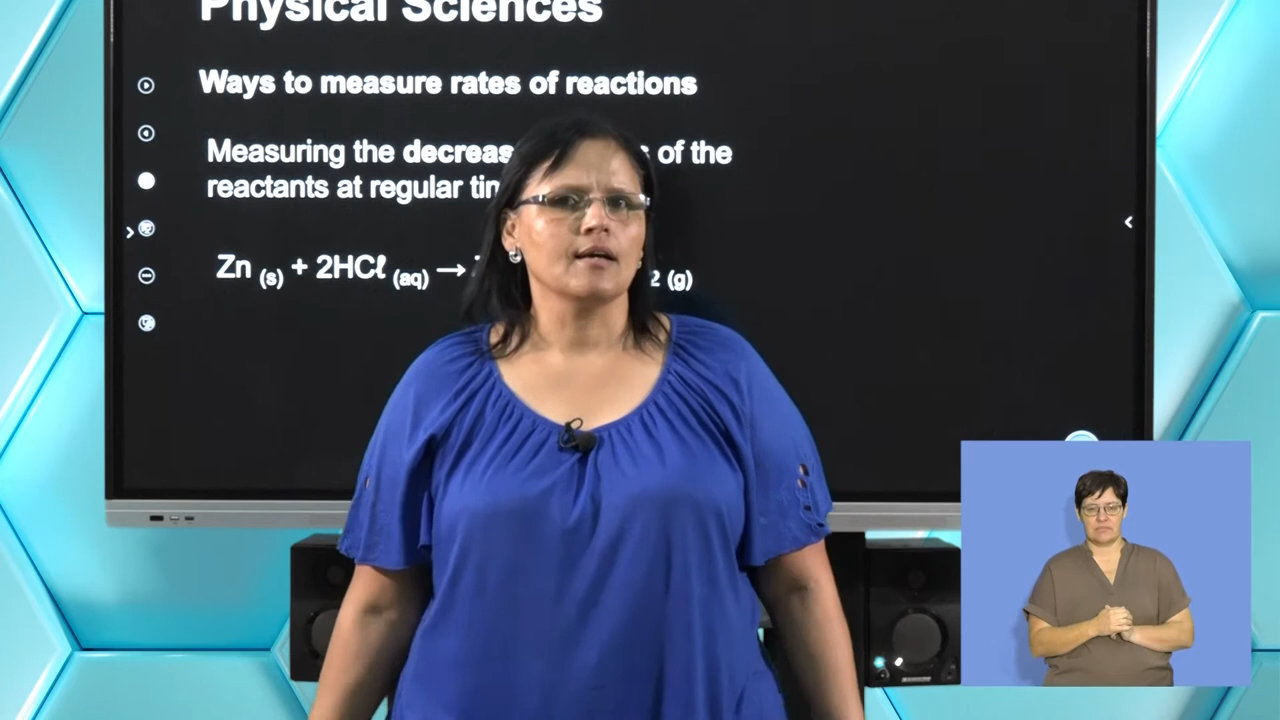 Physical Sciences
Ways to measure rates of reactions
Measuring the decreas of the
reactants at regular
Zn (s) + 2HCℓ (aq) → 2 (g)